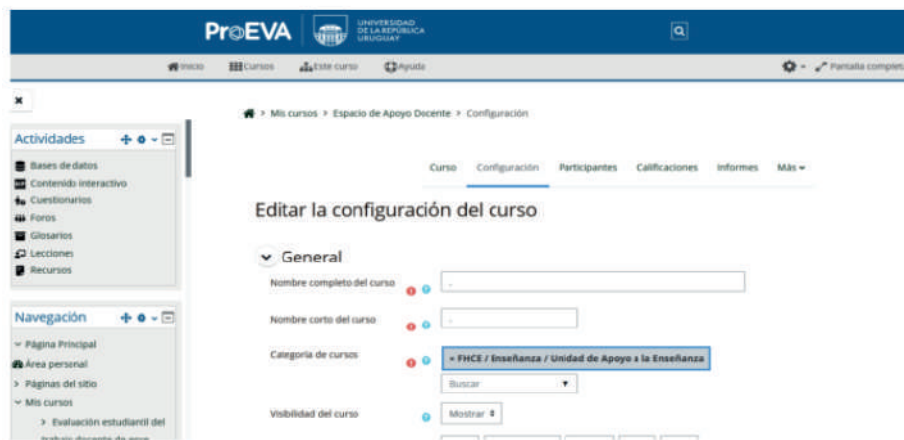 ProEVA
UNIVERSIDAD
DE LA REPÚBLICA
URUGUAY
Inicio Cursos Este curso Ayuda Pantalla complet
Mis cursos > Espacio de Apoyo Docente > Configuración
Actividades
Bases de datos
Contenido interactivo
Cuestionarios
Foros
Glosarios
Lecciones
Recursos
Navegación
Página Principal
Área personal
> Páginas del sitio
Mis cursos
> Evaluación estudiantil del
trabajo docente de
Curso Configuración Participantes Calificaciones Informes Más
Editar la configuración del curso
General
Nombre completo del curso
Nombre corto del curso
Categoría de cursos
× FHCE / Enseñanza / Unidad de Apoyo a la Enseñanza
Buscar
Visibilidad del curso
Mostrar